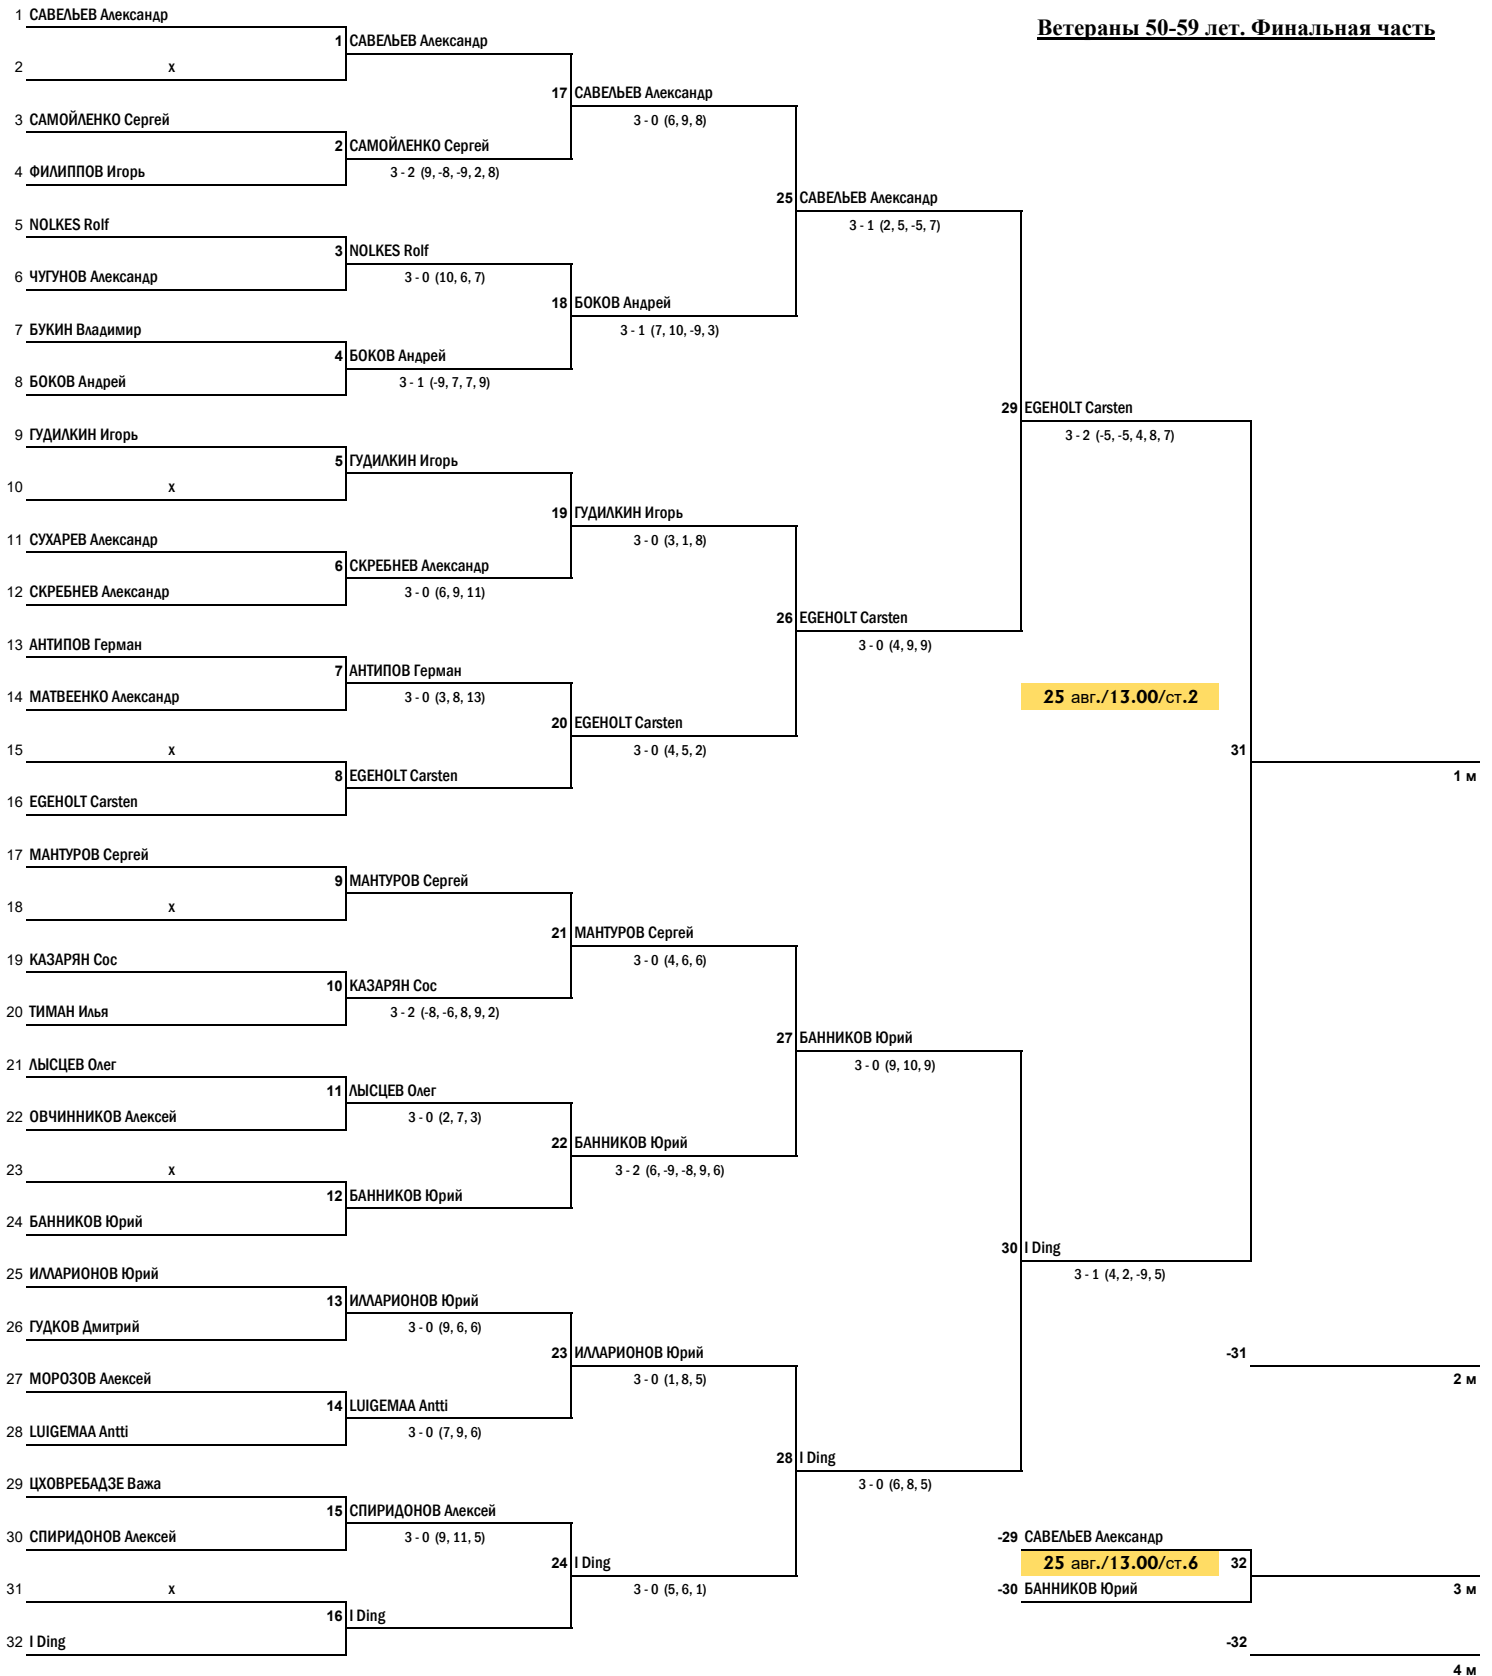 1 САВЕЛЬЕВ Александр
Ветераны 50-59 лет. Финальная часть
1 САВЕЛЬЕВ Александр
2 x
17 САВЕЛЬЕВ Александр
3 САМОЙЛЕНКО Сергей
3 - 0 (6, 9, 8)
2 САМОЙЛЕНКО Сергей
4 ФИЛИППОВ Игорь
3 - 2 (9, -8, -9, 2, 8)
25 САВЕЛЬЕВ Александр
5 NOLKES Rolf
3 - 1 (2, 5, -5, 7)
3 NOLKES Rolf
6 ЧУГУНОВ Александр
3 - 0 (10, 6, 7)
18 БОКОВ Андрей
7 БУКИН Владимир
3 - 1 (7, 10, -9, 3)
4 БОКОВ Андрей
8 БОКОВ Андрей
3 - 1 (-9, 7, 7, 9)
29 EGEHOLT Carsten
9 ГУДИЛКИН Игорь
3 - 2 (-5, -5, 4, 8, 7)
5 ГУДИЛКИН Игорь
10 x
19 ГУДИЛКИН Игорь
11 СУХАРЕВ Александр
3 - 0 (3, 1, 8)
6 СКРЕБНЕВ Александр
12 СКРЕБНЕВ Александр
3 - 0 (6, 9, 11)
26 EGEHOLT Carsten
13 АНТИПОВ Герман
3 - 0 (4, 9, 9)
7 АНТИПОВ Герман
14 МАТВЕЕНКО Александр
3 - 0 (3, 8, 13)
25 авг./13.00/ст.2
20 EGEHOLT Carsten
15 x
3 - 0 (4, 5, 2)
31
8 EGEHOLT Carsten
1 м
16 EGEHOLT Carsten
17 МАНТУРОВ Сергей
9 МАНТУРОВ Сергей
18 x
21 МАНТУРОВ Сергей
19 КАЗАРЯН Сос
3 - 0 (4, 6, 6)
10 КАЗАРЯН Сос
20 ТИМАН Илья
3 - 2 (-8, -6, 8, 9, 2)
27 БАННИКОВ Юрий
21 ЛЫСЦЕВ Олег
3 - 0 (9, 10, 9)
11 ЛЫСЦЕВ Олег
22 ОВЧИННИКОВ Алексей
3 - 0 (2, 7, 3)
22 БАННИКОВ Юрий
23 x
3 - 2 (6, -9, -8, 9, 6)
12 БАННИКОВ Юрий
24 БАННИКОВ Юрий
30 I Ding
25 ИЛЛАРИОНОВ Юрий
3 - 1 (4, 2, -9, 5)
13 ИЛЛАРИОНОВ Юрий
26 ГУДКОВ Дмитрий
3 - 0 (9, 6, 6)
23 ИЛЛАРИОНОВ Юрий
-31
27 МОРОЗОВ Алексей
3 - 0 (1, 8, 5)
2 м
14 LUIGEMAA Antti
28 LUIGEMAA Antti
3 - 0 (7, 9, 6)
28 I Ding
29 ЦХОВРЕБАДЗЕ Важа
3 - 0 (6, 8, 5)
15 СПИРИДОНОВ Алексей
30 СПИРИДОНОВ Алексей
3 - 0 (9, 11, 5)
-29 САВЕЛЬЕВ Александр
24 I Ding
25 авг./13.00/ст.6 32
31 x
3 - 0 (5, 6, 1)
-30 БАННИКОВ Юрий
3 м
16 I Ding
32 I Ding
-32
4 м